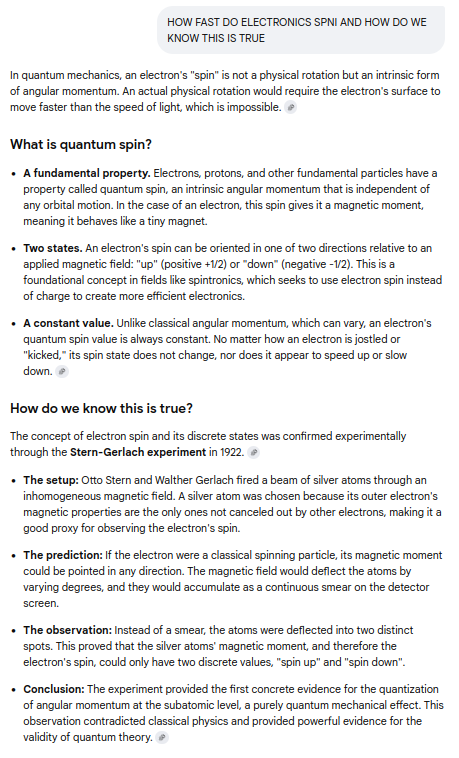 HOW FAST DO ELECTRONICS SPNI AND HOW DO WE
KNOW THIS IS TRUE
In quantum mechanics, an electron's "spin" is not a physical rotation but an intrinsic form
of angular momentum. An actual physical rotation would require the electron's surface to
move faster than the speed of light, which is impossible.
What is quantum spin?
• A fundamental property. Electrons, protons, and other fundamental particles have a
property called quantum spin, an intrinsic angular momentum that is independent of
any orbital motion. In the case of an electron, this spin gives it a magnetic moment,
meaning it behaves like a tiny magnet.
• Two states. An electron's spin can be oriented in one of two directions relative to an
applied magnetic field: "up" (positive +1/2) or "down" (negative -1/2). This is a
foundational concept in fields like spintronics, which seeks to use electron spin instead
of charge to create more efficient electronics.
• A constant value. Unlike classical angular momentum, which can vary, an electron's
quantum spin value is always constant. No matter how an electron is jostled or
"kicked," its spin state does not change, nor does it appear to speed up or slow
down.
How do we know this is true?
The concept of electron spin and its discrete states was confirmed experimentally
through the Stern-Gerlach experiment in 1922.
• The setup: Otto Stern and Walther Gerlach fired a beam of silver atoms through an
inhomogeneous magnetic field. A silver atom was chosen because its outer electron's
magnetic properties are the only ones not canceled out by other electrons, making it a
good proxy for observing the electron's spin.
• The prediction: If the electron were a classical spinning particle, its magnetic moment
could be pointed in any direction. The magnetic field would deflect the atoms by
varying degrees, and they would accumulate as a continuous smear on the detector
screen.
• The observation: Instead of a smear, the atoms were deflected into two distinct
spots. This proved that the silver atoms' magnetic moment, and therefore the
electron's spin, could only have two discrete values, "spin up" and "spin down".
• Conclusion: The experiment provided the first concrete evidence for the quantization
of angular momentum at the subatomic level, a purely quantum mechanical effect. This
observation contradicted classical physics and provided powerful evidence for the
validity of quantum theory.